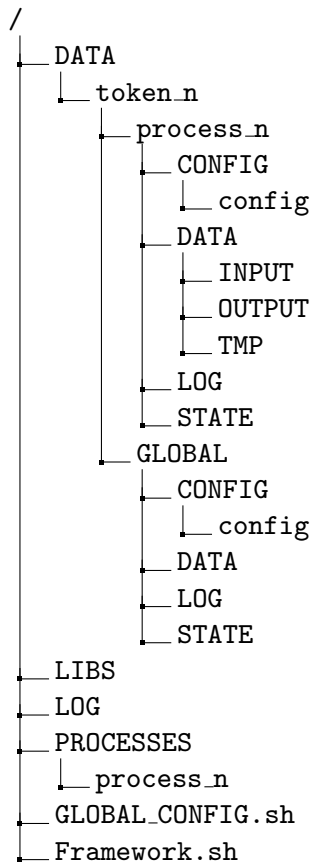 /
DATA
token_n
process_n
CONFIG
config
DATA
INPUT
OUTPUT
TMP
LOG
STATE
GLOBAL
CONFIG
config
DATA
LOG
STATE
LIBS
LOG
PROCESSES
process_n
GLOBAL_CONFIG.sh
Framework.sh